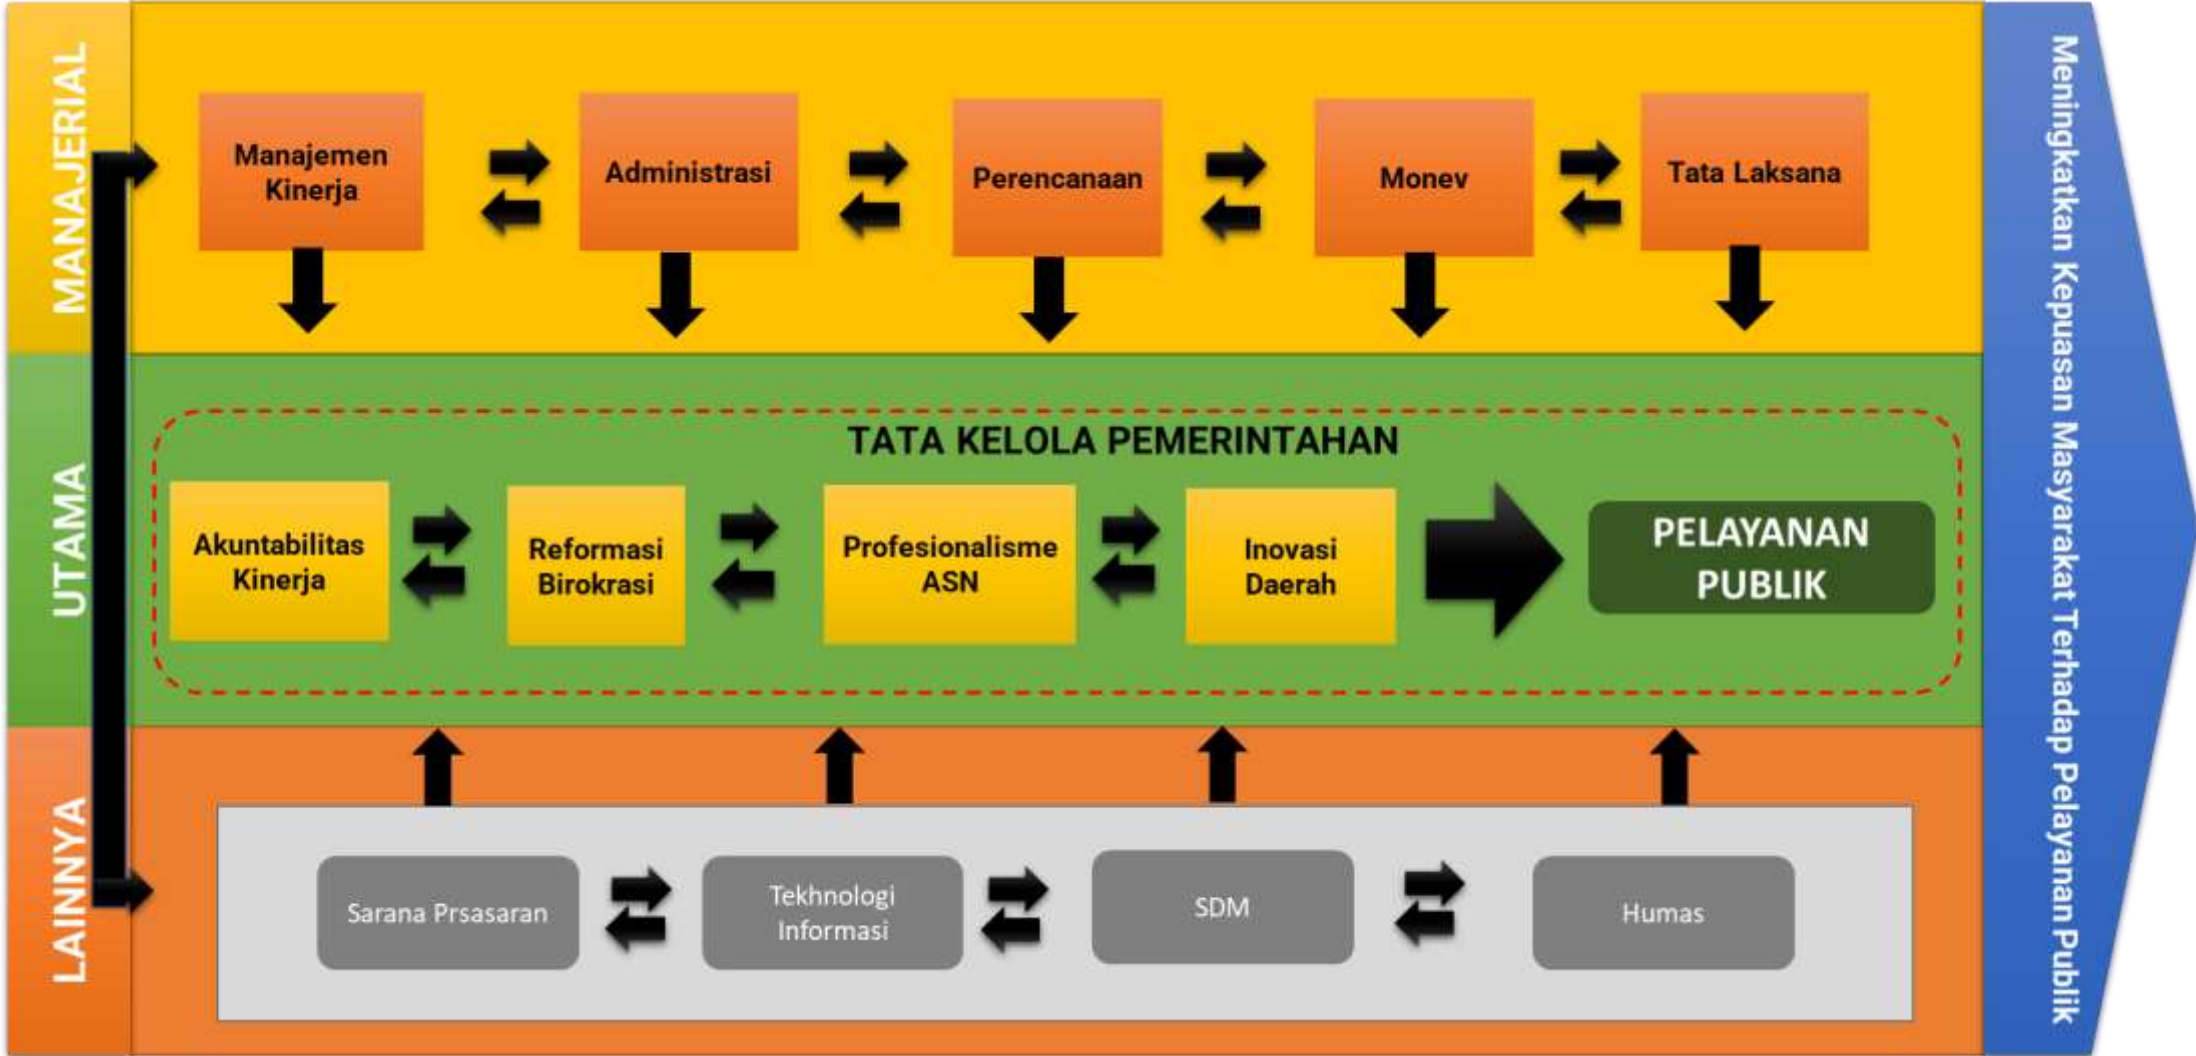 MANAJERIAL
Manajemen
Kinerja
Administrasi
Perencanaan
Monev
Tata Laksana
UTAMA
TATA KELOLA PEMERINTAHAN
Akuntabilitas
Kinerja
Reformasi
Birokrasi
Profesionalisme
ASN
Inovasi
Daerah
PELAYANAN
PUBLIK
LAINNYA
Sarana Prsasaran
Tekhnologi
Informasi
SDM
Humas
Meningkatkan Kepuasan Masyarakat Terhadap Pelayanan Publik